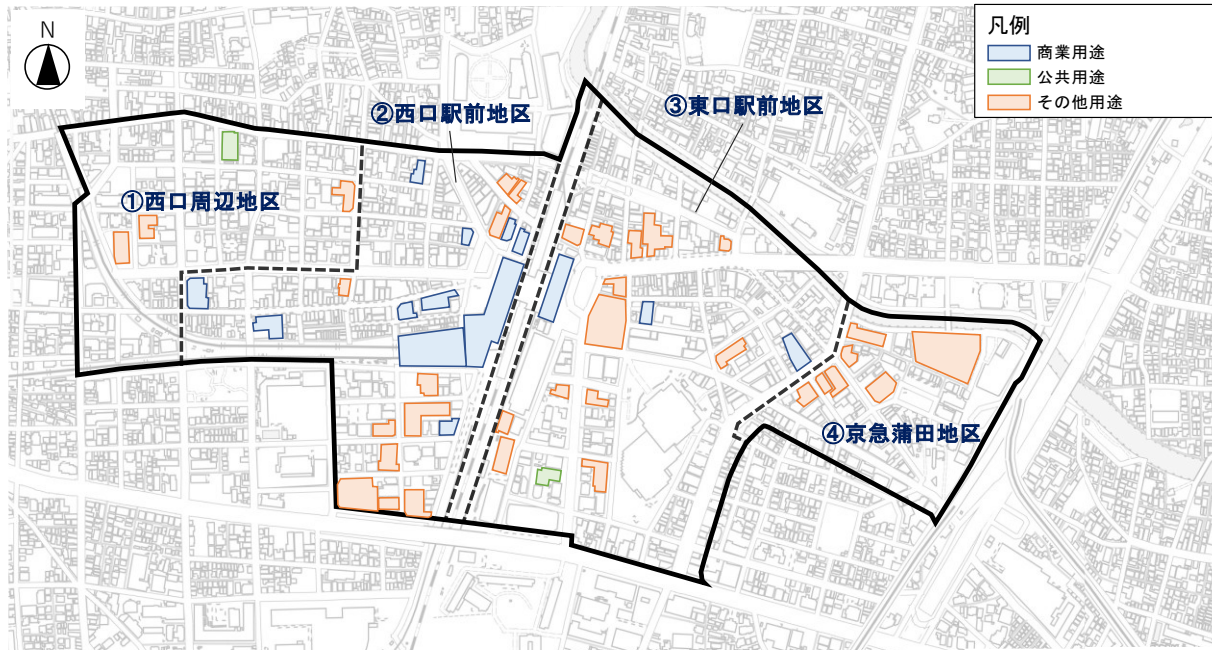 N
凡例
商業用途
公共用途
その他用途
②西口駅前地区
③東口駅前地区
①西口周辺地区
④京急蒲田地区